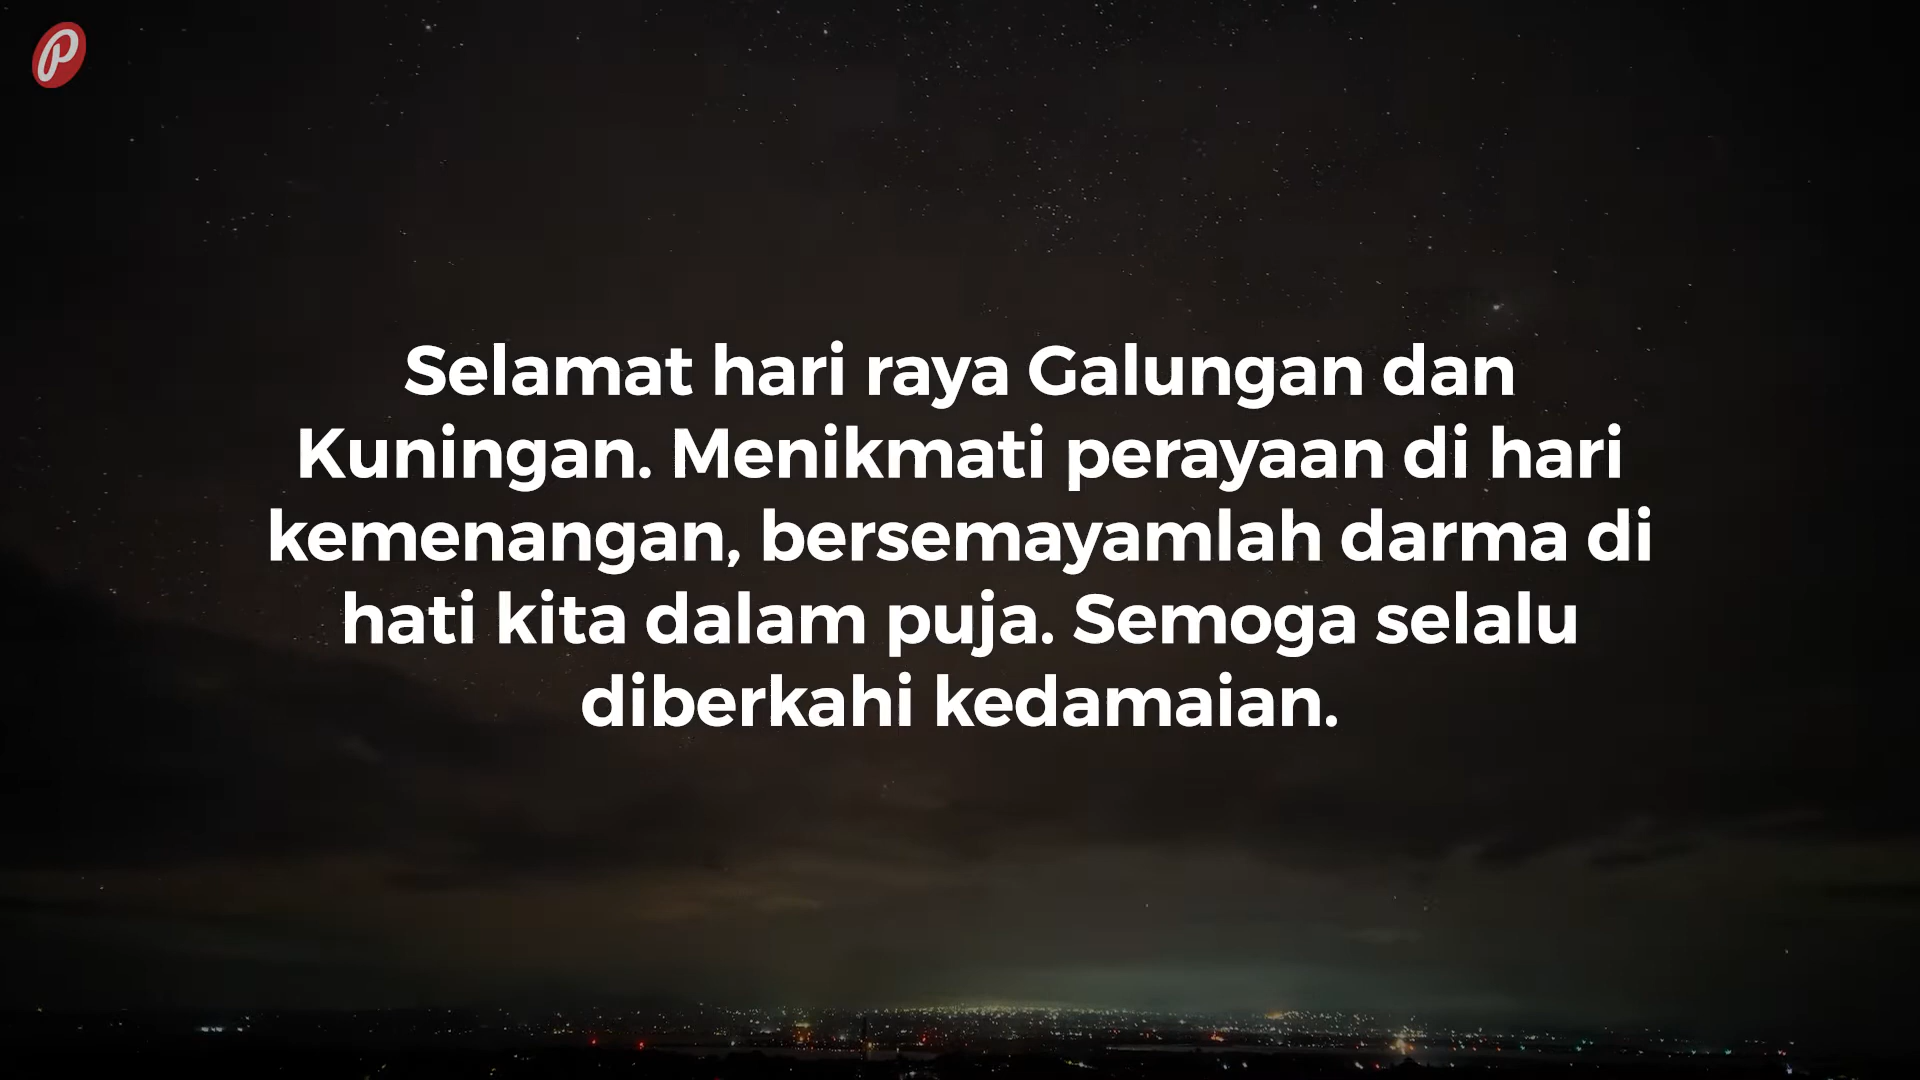 Selamat hari raya Galungan dan
Kuningan. Menikmati perayaan di hari
kemenangan, bersemayamlah darma di
hati kita dalam puja. Semoga selalu
diberkahi kedamaian.